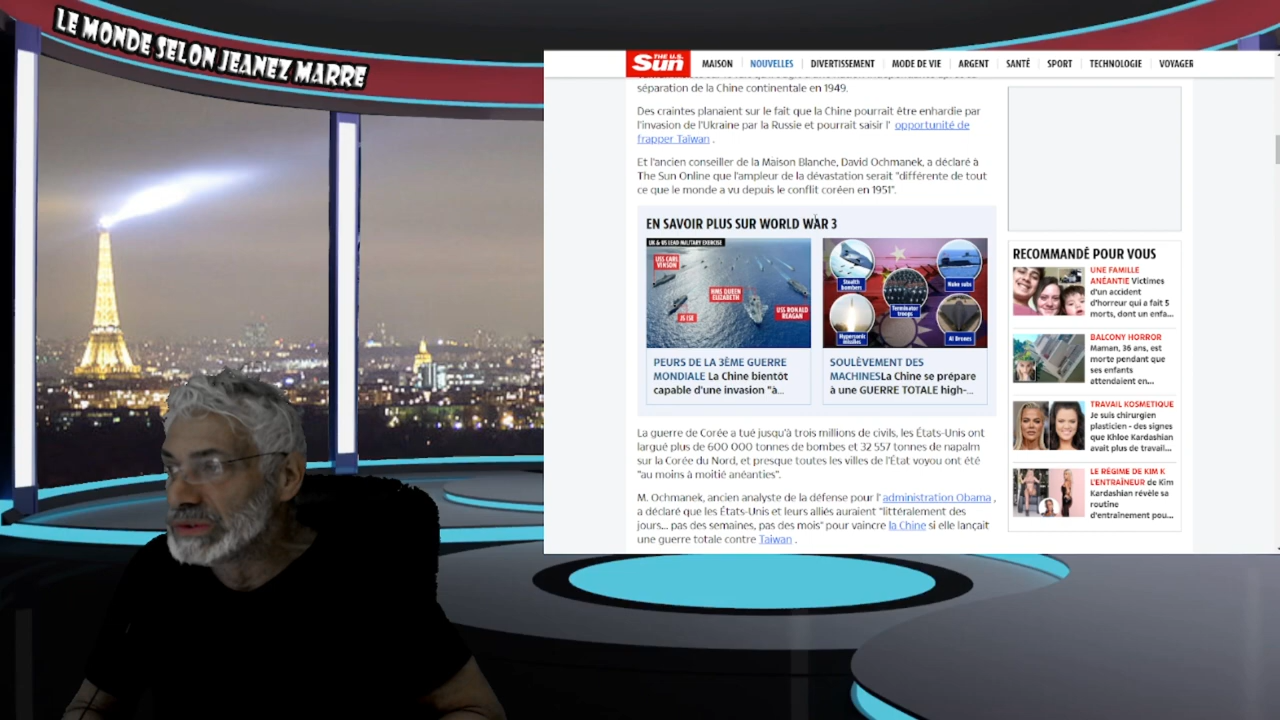 LE MONDE SELON JEANEZ MARRE
THE U.S.
Sun
MAISON
NOUVELLES
DIVERTISSEMENT
MODE DE VIE
ARGENT
SANTÉ
SPORT
TECHNOLOGIE
VOYAGER
séparation de la Chine continentale en 1949.
Des craintes planaient sur le fait que la Chine pourrait être enhardie par
l'invasion de l'Ukraine par la Russie et pourrait saisir l' opportunité de
frapper Taïwan .
Et l'ancien conseiller de la Maison Blanche, David Ochmanek, a déclaré à
The Sun Online que l'ampleur de la dévastation serait "différente de tout
ce que le monde a vu depuis le conflit coréen en 1951".
EN SAVOIR PLUS SUR WORLD WAR 3
UK & US LEAD MILITARY EXERCISE
USS CARL
VINSON
HMS QUEEN
ELIZABETH
JS ISE
USS RONALD
REAGAN
PEURS DE LA 3ÈME GUERRE
MONDIALE La Chine bientôt
capable d'une invasion "à...
Stealth
bombers
Nuke subs
Terminator
troops
Hypersonic
missiles
AI Drones
SOULÈVEMENT DES
MACHINESLa Chine se prépare
à une GUERRE TOTALE high-...
La guerre de Corée a tué jusqu'à trois millions de civils, les États-Unis ont
largué plus de 600 000 tonnes de bombes et 32 557 tonnes de napalm
sur la Corée du Nord, et presque toutes les villes de l'État voyou ont été
"au moins à moitié anéanties".
M. Ochmanek, ancien analyste de la défense pour l' administration Obama ,
a déclaré que les États-Unis et leurs alliés auraient "littéralement des
jours... pas des semaines, pas des mois" pour vaincre la Chine si elle lançait
une guerre totale contre Taïwan .
RECOMMANDÉ POUR VOUS
UNE FAMILLE
ANÉANTIE Victimes
d'un accident
d'horreur qui a fait 5
morts, dont un enfa...
BALCONY HORROR
Maman, 36 ans, est
morte pendant que
ses enfants
attendaient en...
TRAVAIL KOSMETIQUE
Je suis chirurgien
plasticien - des signes
que Khloe Kardashian
avait plus de travail...
LE RÉGIME DE KIM K
L'ENTRAÎNEUR de Kim
Kardashian révèle sa
routine
d'entraînement pou...